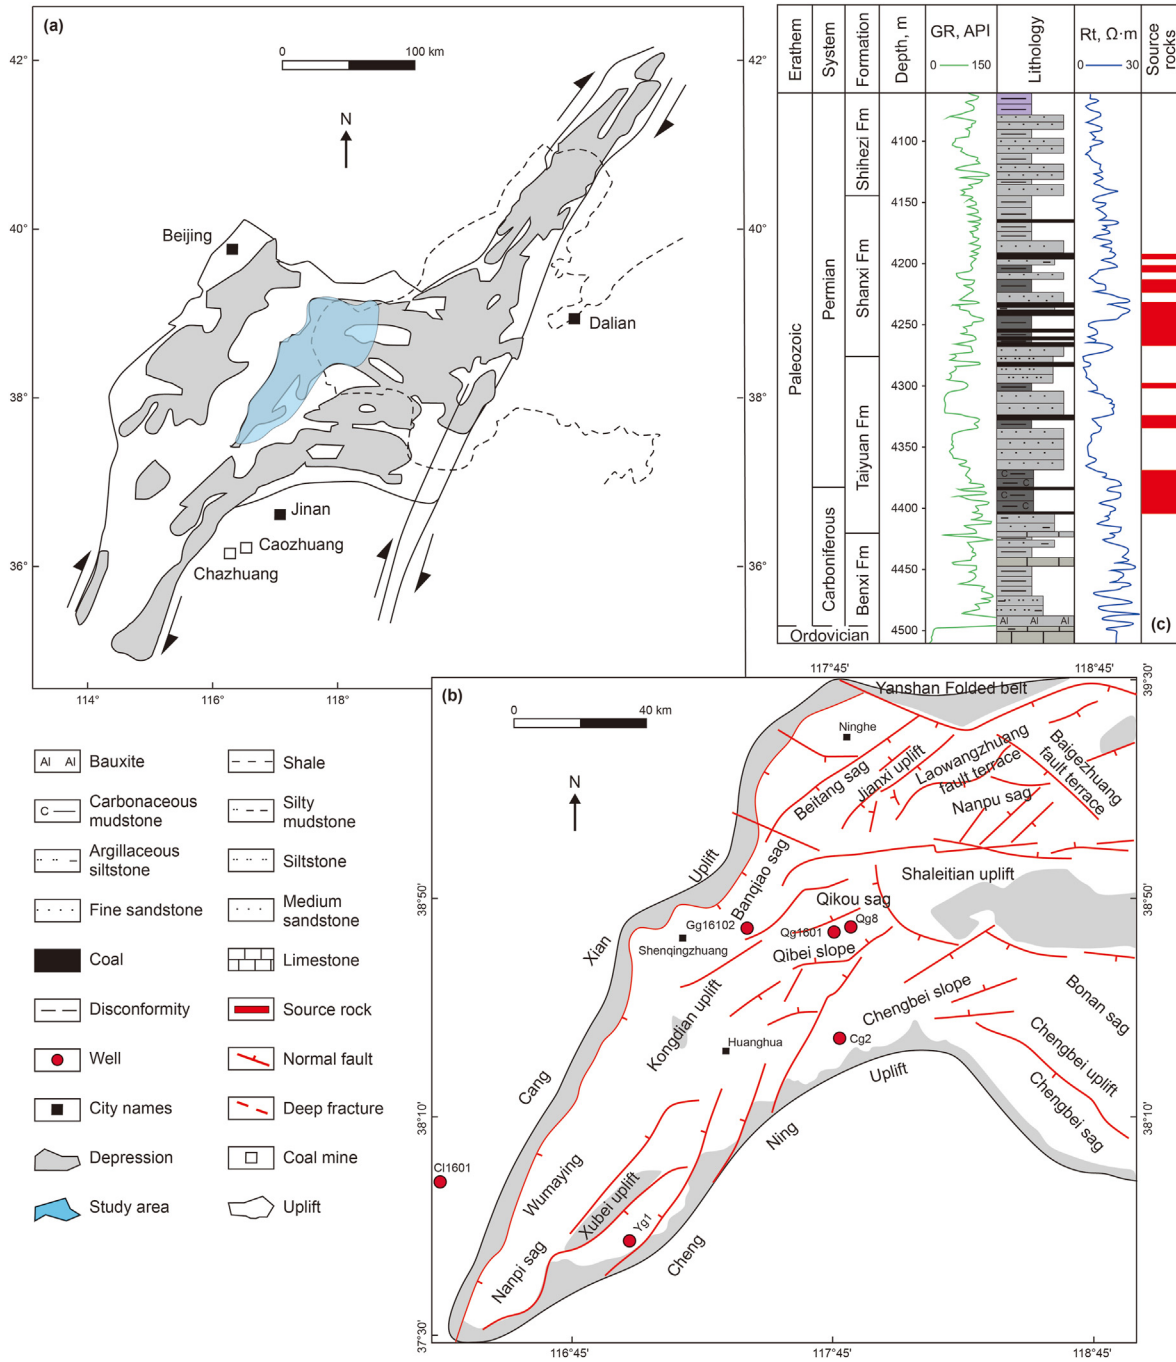 (a)
0
100 km
N
42°
40°
38°
36°
114°
116°
118°
Beijing
Dalian
Jinan
Caozhuang
Chazhuang
Erathem
System
Formation
Depth, m
GR, API
0
150
Lithology
Rt, Ω·m
0
30
Source
rocks
Paleozoic
Permian
Carboniferous
Ordovician
Shihezi Fm
Shanxi Fm
Taiyuan Fm
Benxi Fm
4100
4150
4200
4250
4300
4350
4400
4450
4500
C
C
C
C
Al
Al
Al
(c)
(b)
0
40 km
N
117°45'
118°45'
39°30'
38°50'
38°50'
38°10'
38°10'
37°30'
116°45'
117°45'
118°45'
Yanshan Folded belt
Ninghe
Beitang sag
Jianxi uplift
Laowangzhuang
fault terrace
Baigezhuang
fault terrace
Nanpu sag
Shaleitian uplift
Banqiao sag
Qikou sag
Gg16102
Qg1601
Qg8
Shenqingzhuang
Qibei slope
Uplift
Xian
Cang
Kongdian uplift
Huanghua
Chengbei slope
Cg2
Bonan sag
Chengbei uplift
Chengbei sag
Uplift
Ning
Cheng
Cl1601
Wumaying
Xubei uplift
Yg1
Nanpi sag
Al Al
Bauxite
Shale
C
Carbonaceous
mudstone
Silty
mudstone
Argillaceous
siltstone
Siltstone
Fine sandstone
Medium
sandstone
Coal
Limestone
Disconformity
Source rock
Well
Normal fault
City names
Deep fracture
Depression
Coal mine
Study area
Uplift